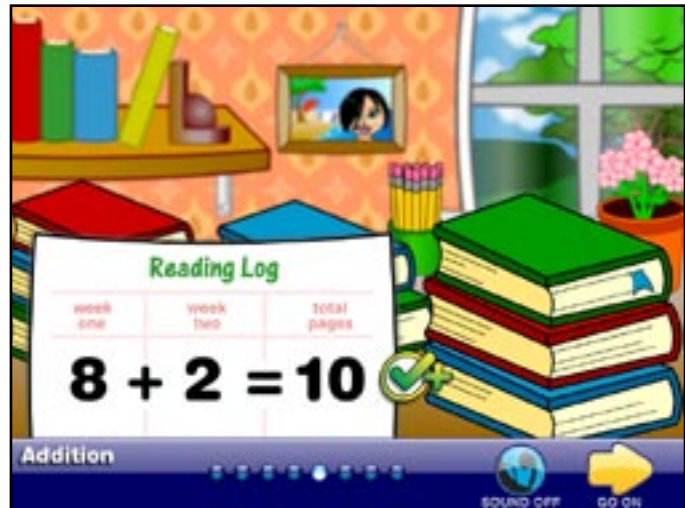 Reading Log
week one
week two
total pages
8 + 2 = 10
Addition
SOUND OFF
GO ON